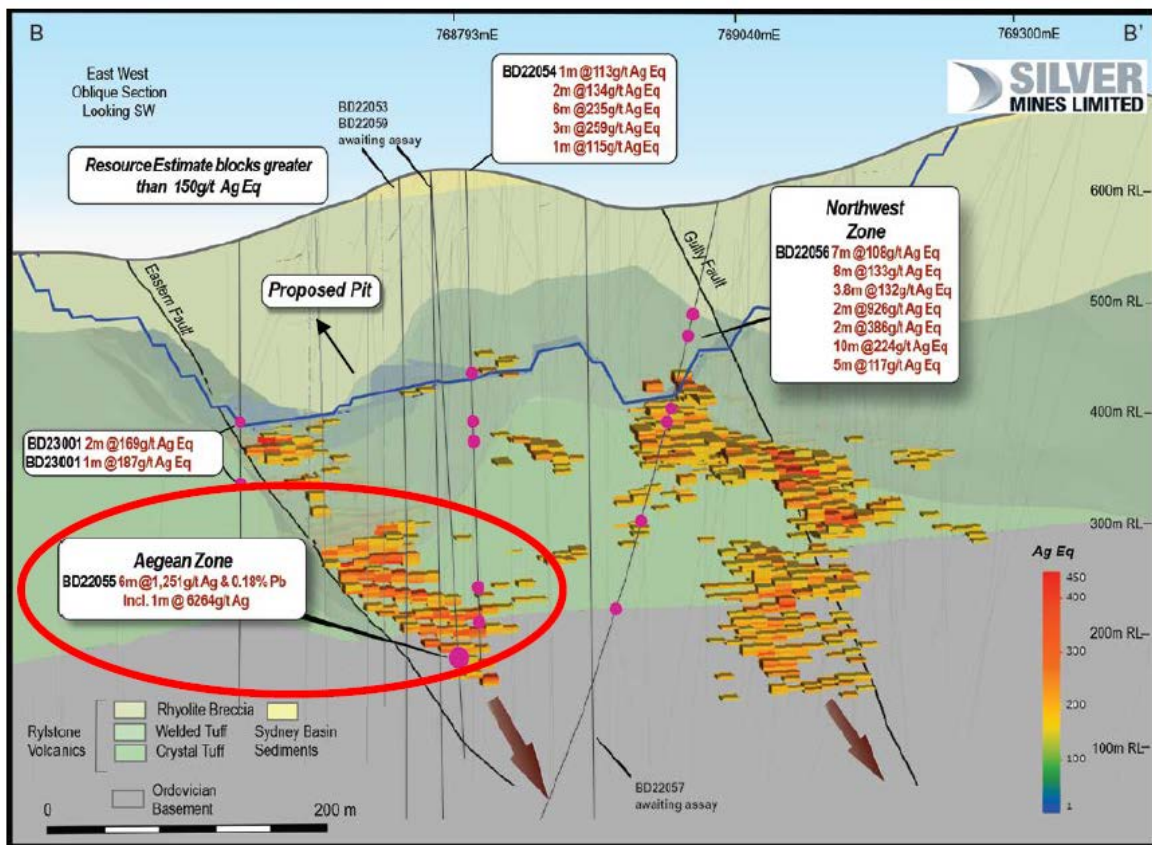 B
768793mE
769040mE
769300mE
B'
East West
Oblique Section
Looking SW
SILVER
MINES LIMITED
BD22054 1m @113g/t Ag Eq
2m @134g/t Ag Eq
6m @235g/t Ag Eq
3m @259g/t Ag Eq
1m @115g/t Ag Eq
BD22053
BD22059
awaiting assay
Resource Estimate blocks greater
than 150g/t Ag Eq
600m RL
Northwest
Zone
BD22056 7m @108g/t Ag Eq
8m @133g/t Ag Eq
3.8m @132g/t Ag Eq
2m @926g/t Ag Eq
2m @386g/t Ag Eq
10m @224g/t Ag Eq
5m @117g/t Ag Eq
Eastern Fault
Gully Fault
Proposed Pit
500m RL
400m RL
BD23001 2m @169g/t Ag Eq
BD23001 1m @187g/t Ag Eq
300m RL
Aegean Zone
BD22055 6m @1,251g/t Ag & 0.18% Pb
Incl. 1m @ 6264g/t Ag
Ag Eq
450
400
300
200
100
1
200m RL
100m RL
Rylstone
Volcanics
Rhyolite Breccia
Welded Tuff
Crystal Tuff
Sydney Basin
Sediments
Ordovician
Basement
0
200 m
BD22057
awaiting assay